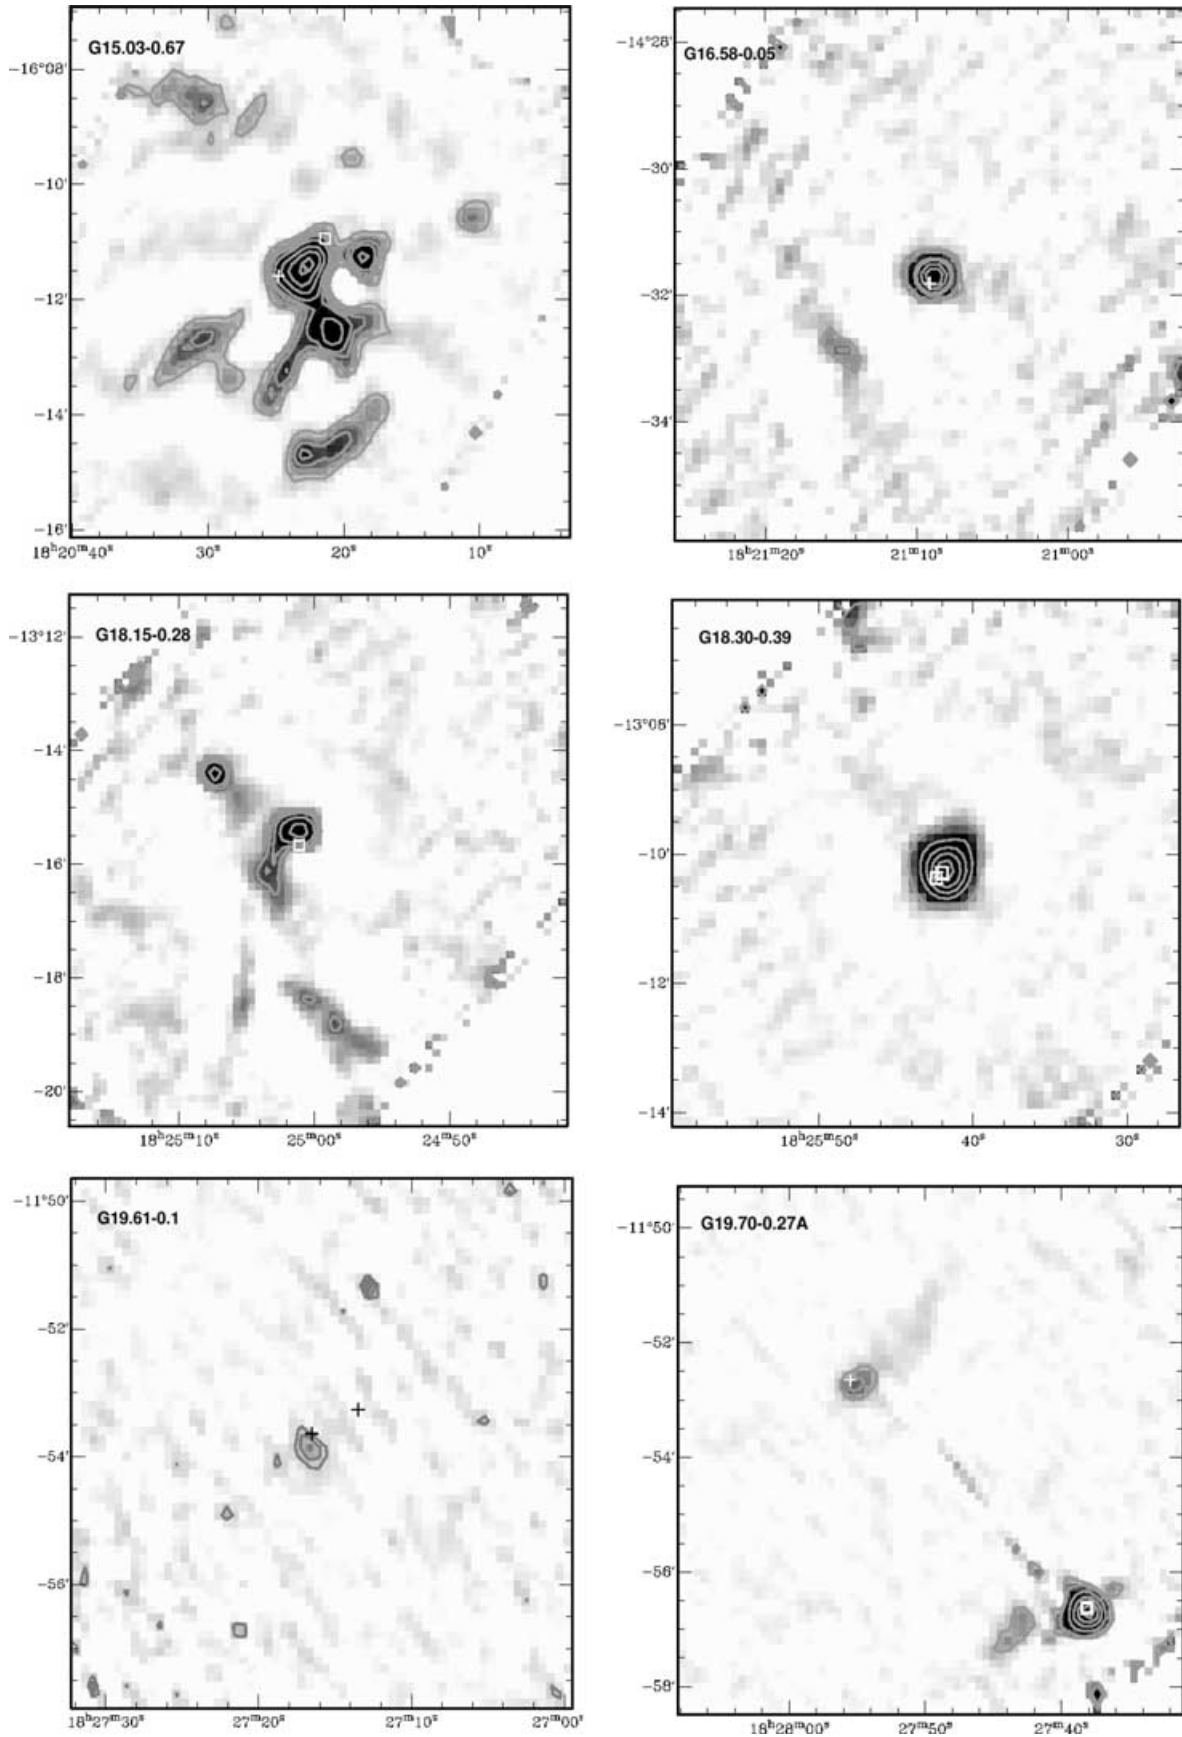 G15.03-0.67
−16°08′
−10′
−12′
−14′
−16′
18ʰ20ᵐ40ˢ 30ˢ 20ˢ 10ˢ
G16.58-0.05
−14°28′
−30′
−32′
−34′
18ʰ21ᵐ20ˢ 21ᵐ10ˢ 21ᵐ00ˢ
G18.15-0.28
−13°12′
−14′
−16′
−18′
−20′
18ʰ25ᵐ10ˢ 25ᵐ00ˢ 24ᵐ50ˢ
G18.30-0.39
−13°08′
−10′
−12′
−14′
18ʰ25ᵐ50ˢ 40ˢ 30ˢ
G19.61-0.1
−11°50′
−52′
−54′
−56′
18ʰ27ᵐ30ˢ 27ᵐ20ˢ 27ᵐ10ˢ 27ᵐ00ˢ
G19.70-0.27A
−11°50′
−52′
−54′
−56′
−58′
18ʰ28ᵐ00ˢ 27ᵐ50ˢ 27ᵐ40ˢ